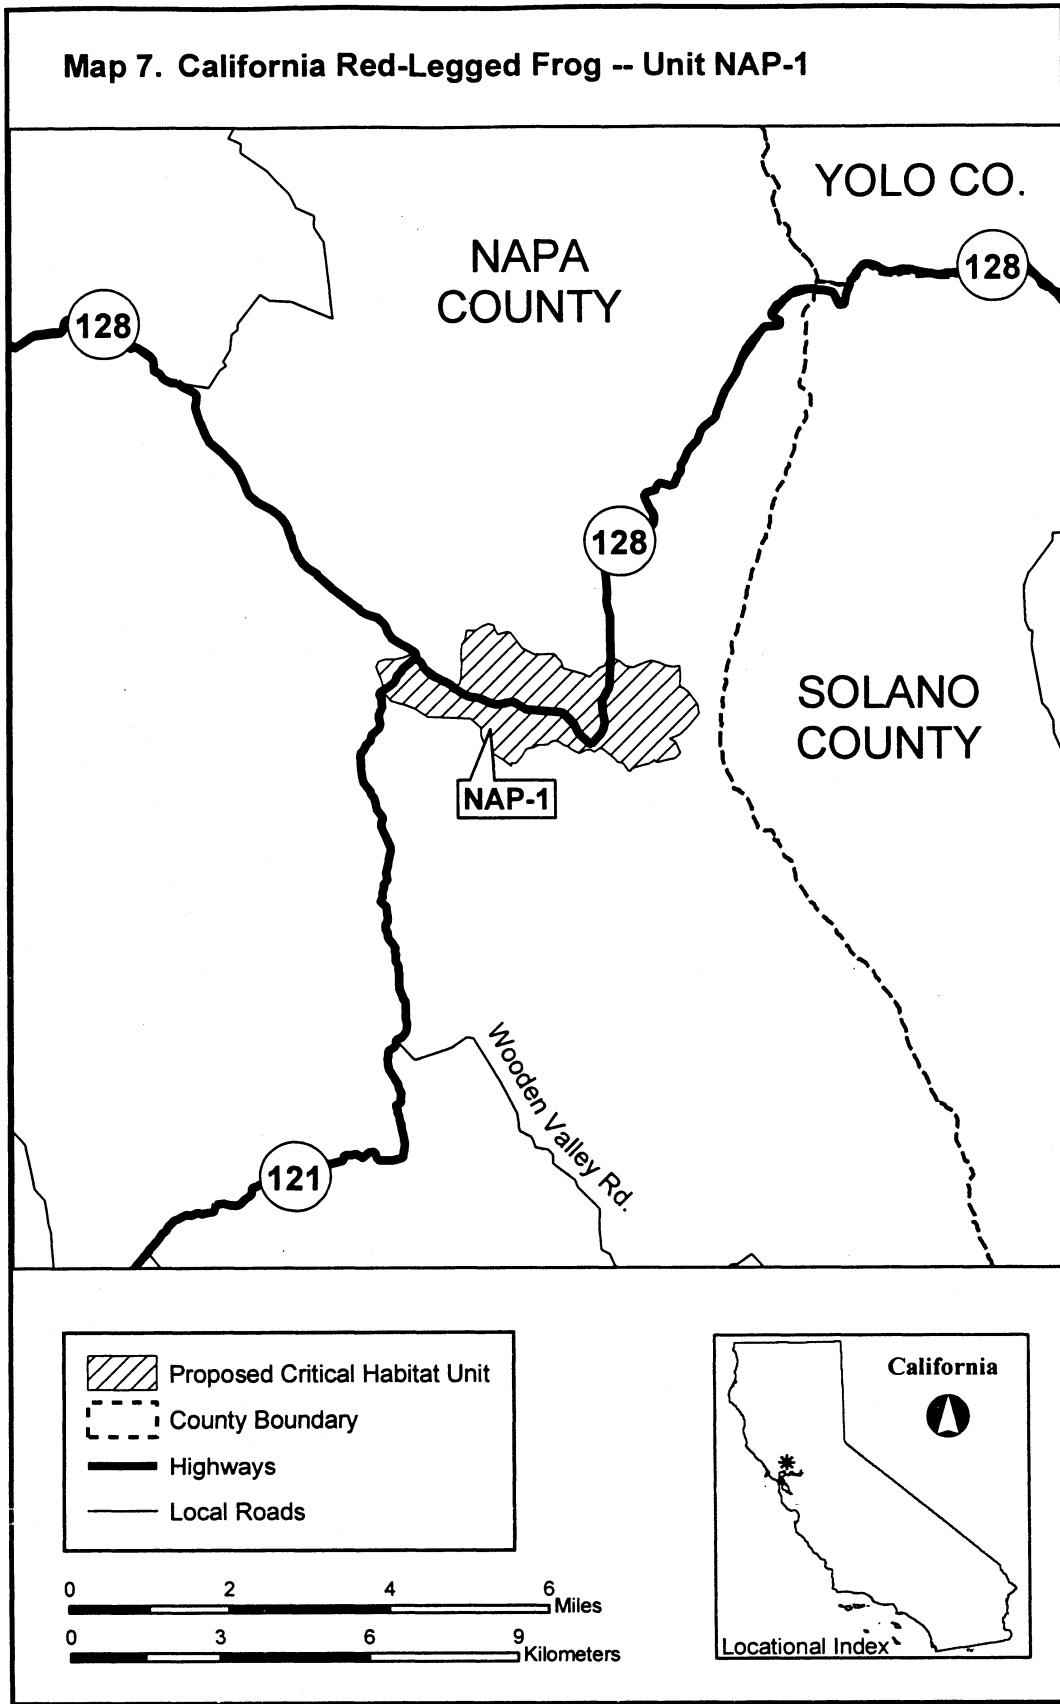 Map 7. California Red-Legged Frog -- Unit NAP-1
YOLO CO.
NAPA
COUNTY
128
128
128
SOLANO
COUNTY
NAP-1
Wooden Valley Rd.
121
Proposed Critical Habitat Unit
County Boundary
Highways
Local Roads
California
0 2 4 6
Miles
0 3 6 9
Kilometers
Locational Index